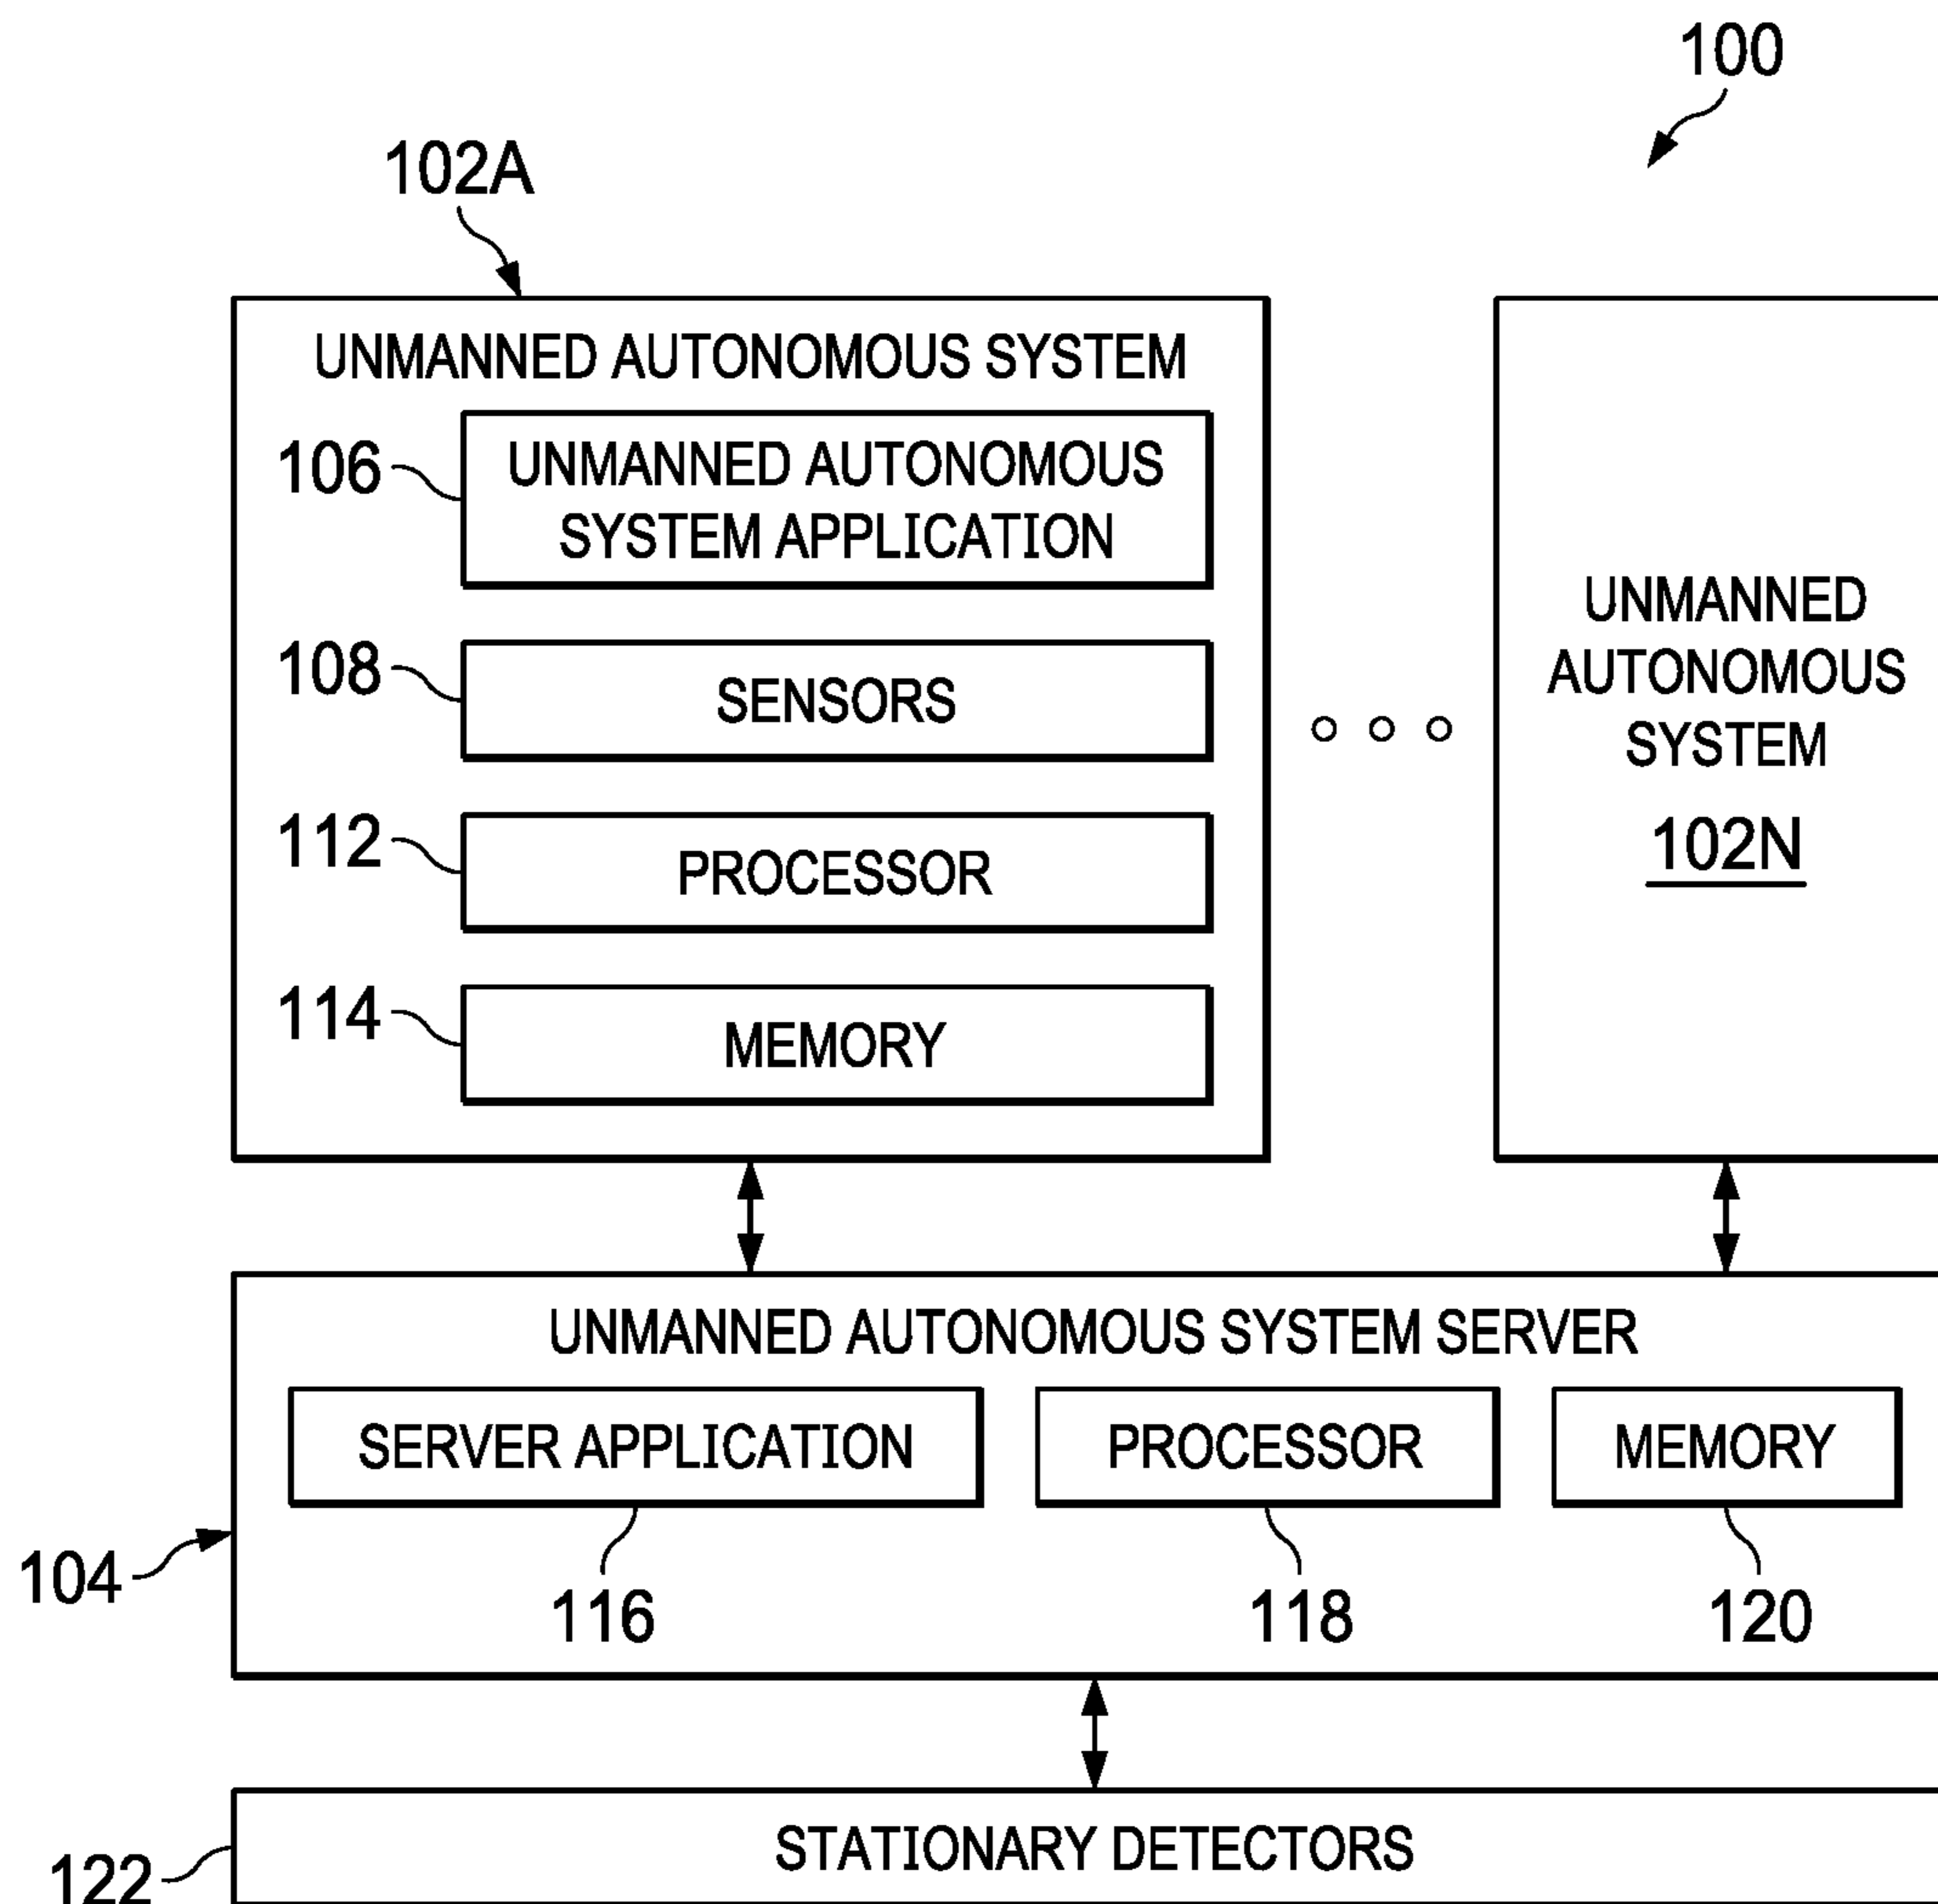 100
102A
UNMANNED AUTONOMOUS SYSTEM
106
UNMANNED AUTONOMOUS
SYSTEM APPLICATION
108
SENSORS
112
PROCESSOR
114
MEMORY
UNMANNED
AUTONOMOUS
SYSTEM
102N
UNMANNED AUTONOMOUS SYSTEM SERVER
SERVER APPLICATION
PROCESSOR
MEMORY
104
116
118
120
STATIONARY DETECTORS
122